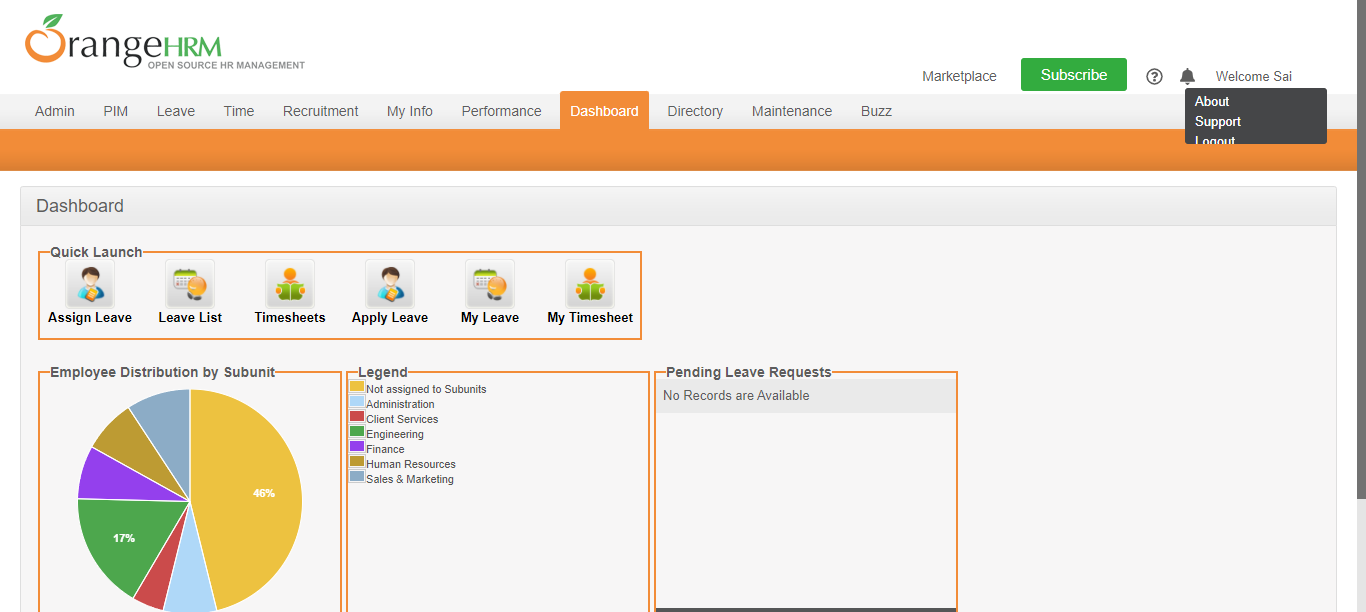 OrangeHRM
OPEN SOURCE HR MANAGEMENT
Marketplace
Subscribe
?
Welcome Sai
About
Support
Logout
Admin PIM Leave Time Recruitment My Info Performance Dashboard Directory Maintenance Buzz
Dashboard
Quick Launch
Assign Leave Leave List Timesheets Apply Leave My Leave My Timesheet
Employee Distribution by Subunit
46%
17%
Legend
Not assigned to Subunits
Administration
Client Services
Engineering
Finance
Human Resources
Sales & Marketing
Pending Leave Requests
No Records are Available